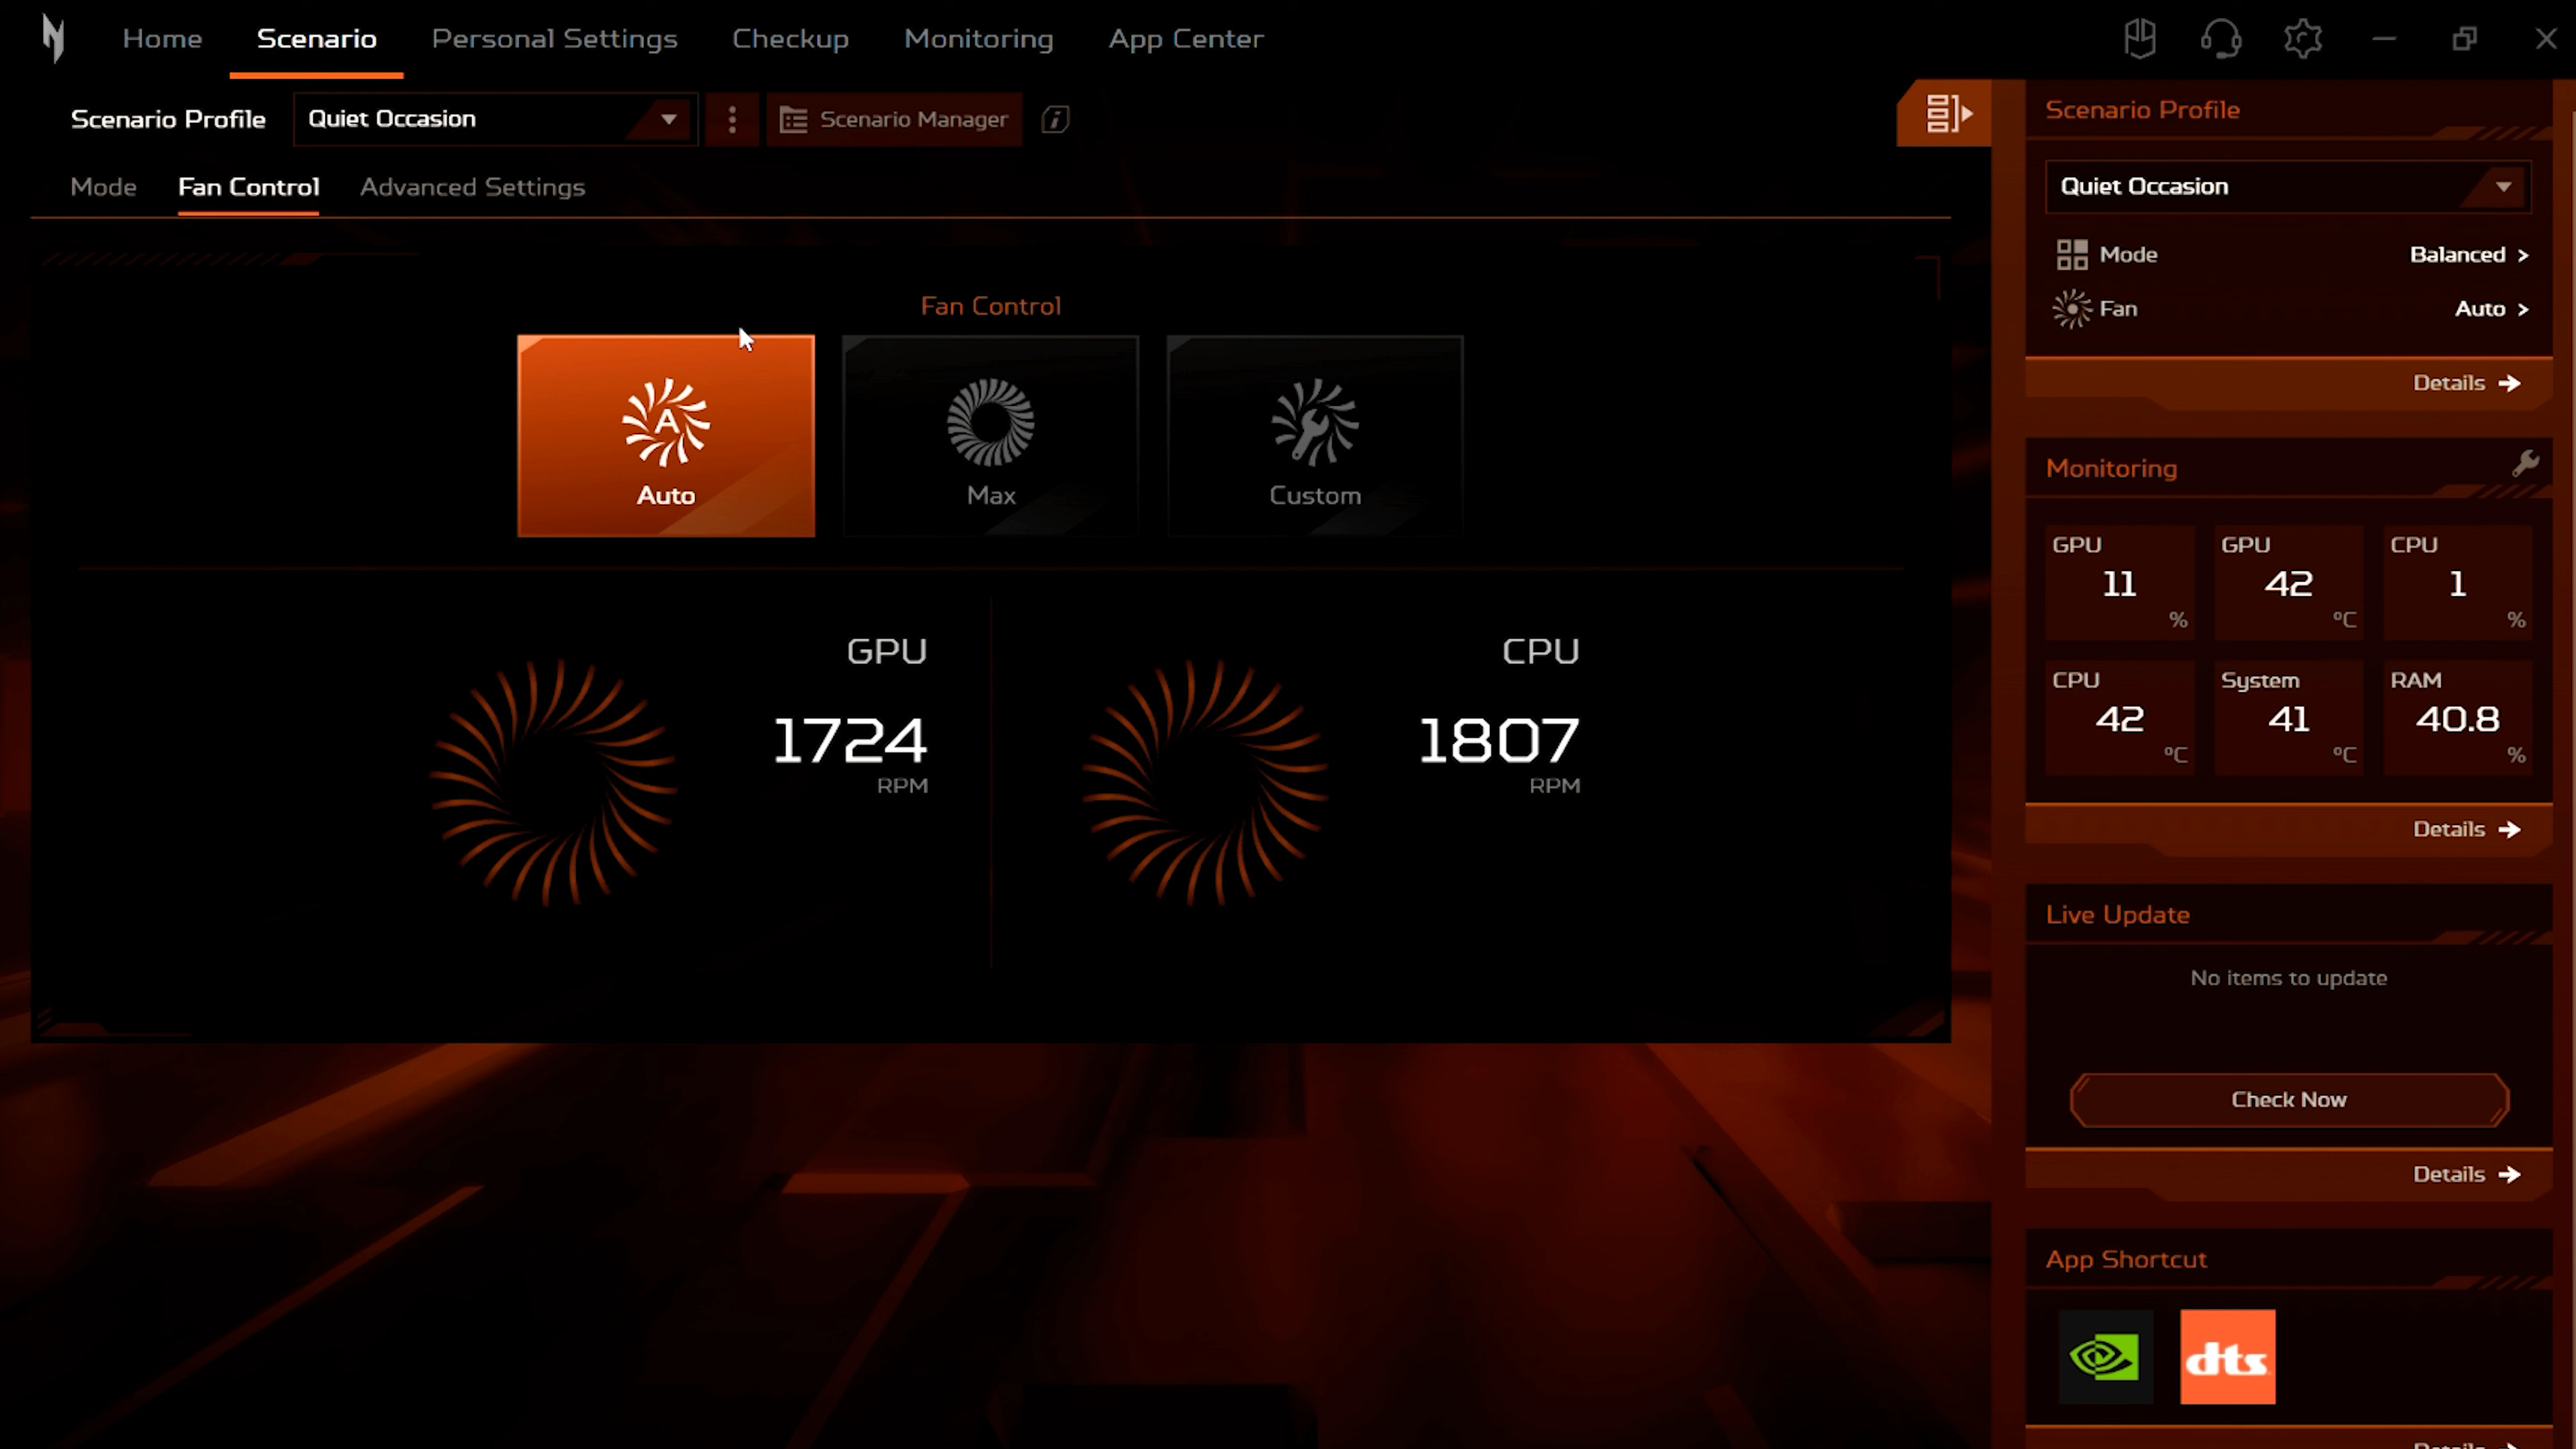 Home Scenario Personal Settings Checkup Monitoring App Center
Scenario Profile Quiet Occasion Scenario Manager
Mode Fan Control Advanced Settings
Fan Control
A
Auto Max Custom
GPU
1724
RPM
CPU
1807
RPM
Scenario Profile
Quiet Occasion
Mode Balanced >
Fan Auto >
Details
Monitoring
GPU
11
%
GPU
42
°C
CPU
1
%
CPU
42
°C
System
41
°C
RAM
40.8
%
Details
Live Update
No items to update
Check Now
Details
App Shortcut
dts